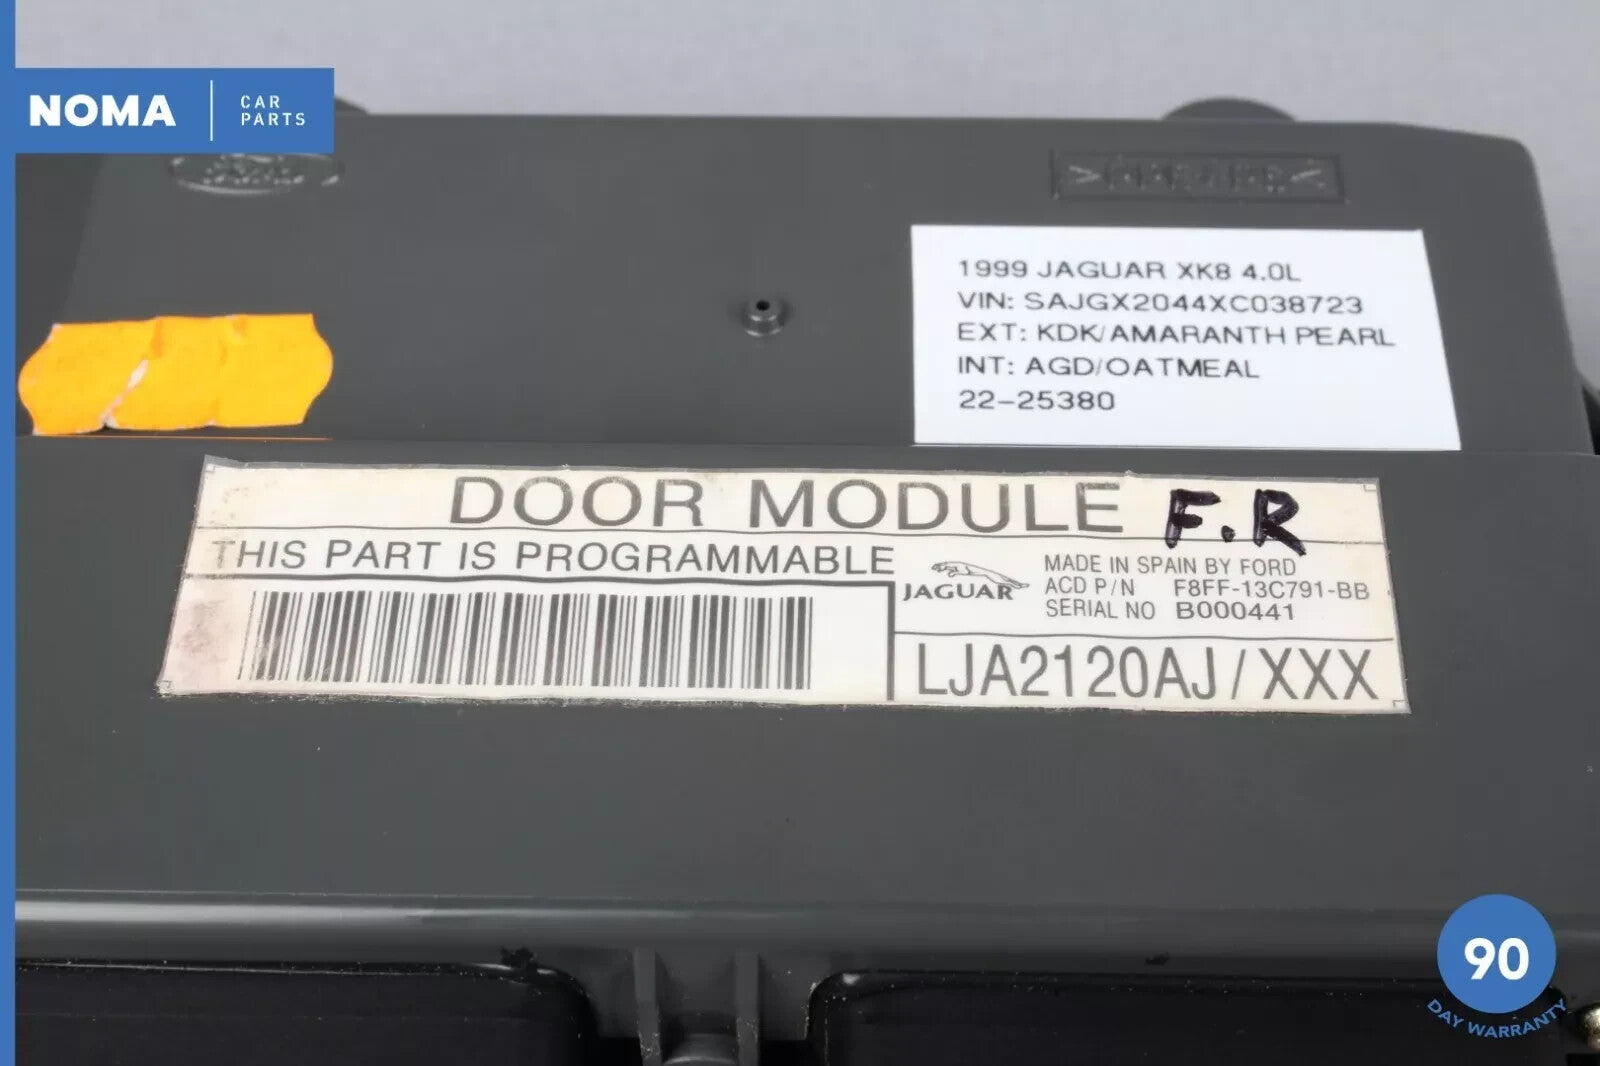 NOMA
CAR
PARTS
1999 JAGUAR XK8 4.0L
VIN: SAJGX2044XC038723
EXT: KDK/AMARANTH PEARL
INT: AGD/OATMEAL
22-25380
DOOR MODULE F.R
THIS PART IS PROGRAMMABLE
JAGUAR
MADE IN SPAIN BY FORD
ACD P/N F8FF-13C791-BB
SERIAL NO B000441
LJA2120AJ/XXX
90
DAY WARRANTY